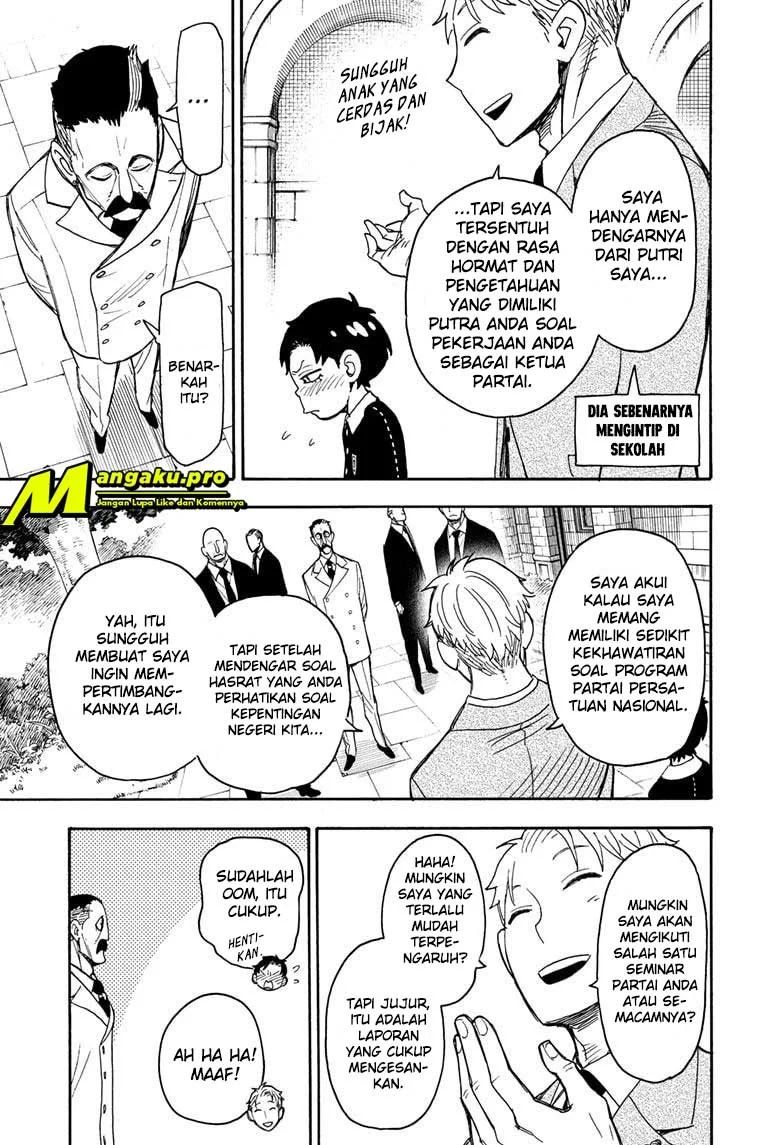 SAYA
HANYA MEN-
DENGARNYA
DARI PUTRI
SAYA...
DIA SEBENARNYA
MENGINTIP DI
SEKOLAH
...TAPI SAYA
TERSENTUH
DENGAN RASA
HORMAT DAN
PENGETAHUAN
YANG DIMILIKI
PUTRA ANDA SOAL
PEKERJAAN ANDA
SEBAGAI KETUA
PARTAI.
SUNGGUH
ANAK YANG
CERDAS DAN
BIJAK!
...
BENAR-
KAH
ITU?
Mangaku.pro
Jangan Lupa Like dan Komennya
SAYA AKUI
KALAU SAYA
MEMANG
MEMILIKI SEDIKIT
KEKHAWATIRAN
SOAL PROGRAM
PARTAI PERSA-
TUAN NASIONAL.
TAPI SETELAH
MENDENGAR SOAL
HASRAT YANG ANDA
PERHATIKAN SOAL
KEPENTINGAN
NEGERI KITA...
YAH, ITU
SUNGGUH
MEMBUAT SAYA
INGIN MEM-
PERTIMBANG-
KANNYA LAGI.
MUNGKIN
SAYA AKAN
MENGIKUTI
SALAH SATU
SEMINAR
PARTAI ANDA
ATAU SE-
MACAMNYA?
HAHA!
MUNGKIN
SAYA YANG
TERLALU
MUDAH
TERPE-
NGARUH?
TAPI JUJUR,
ITU ADALAH
LAPORAN
YANG CUKUP
MENGESAN-
KAN.
SUDAHLAH
OOM, ITU
CUKUP.
HENTI-
KAN.
AH HA HA!
MAAF!